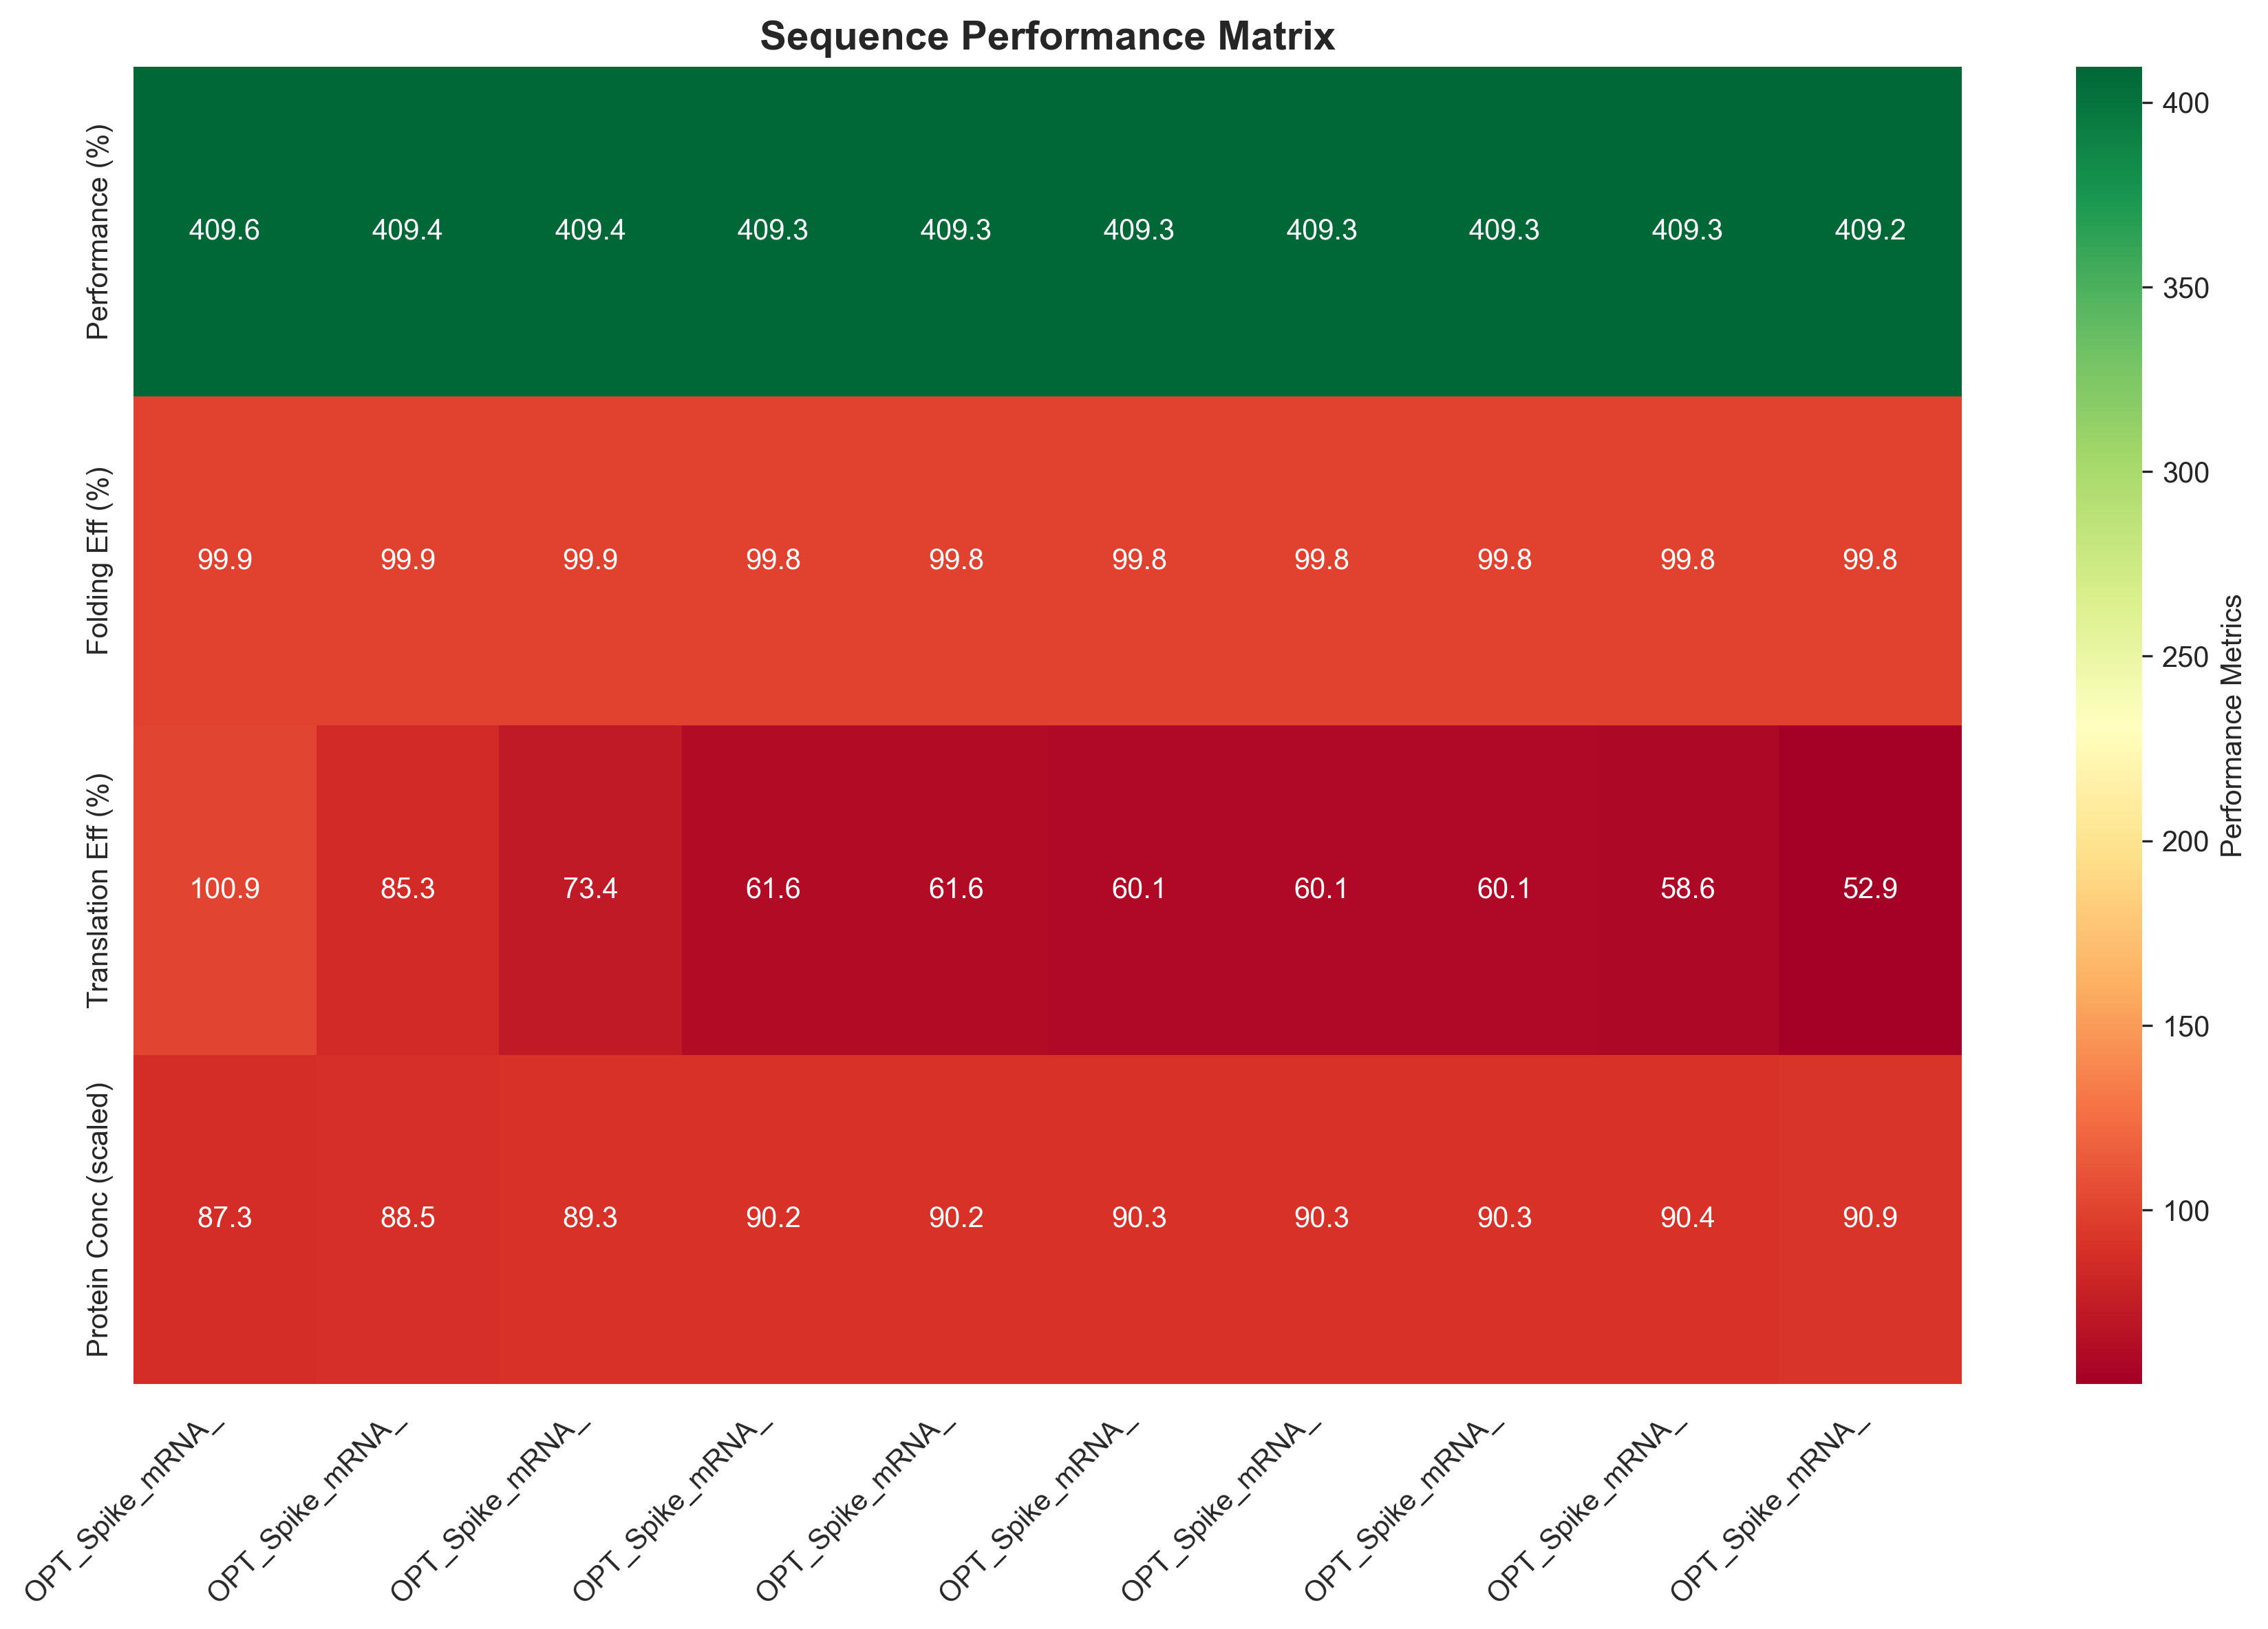 Sequence Performance Matrix
Performance (%)
409.6 409.4 409.4 409.3 409.3 409.3 409.3 409.3 409.3 409.2
Folding Eff (%)
99.9 99.9 99.9 99.8 99.8 99.8 99.8 99.8 99.8 99.8
Translation Eff (%)
100.9 85.3 73.4 61.6 61.6 60.1 60.1 60.1 58.6 52.9
Protein Conc (scaled)
87.3 88.5 89.3 90.2 90.2 90.3 90.3 90.3 90.4 90.9
OPT_Spike_mRNA_
OPT_Spike_mRNA_
OPT_Spike_mRNA_
OPT_Spike_mRNA_
OPT_Spike_mRNA_
OPT_Spike_mRNA_
OPT_Spike_mRNA_
OPT_Spike_mRNA_
OPT_Spike_mRNA_
OPT_Spike_mRNA_
400
350
300
250
200
150
100
Performance Metrics